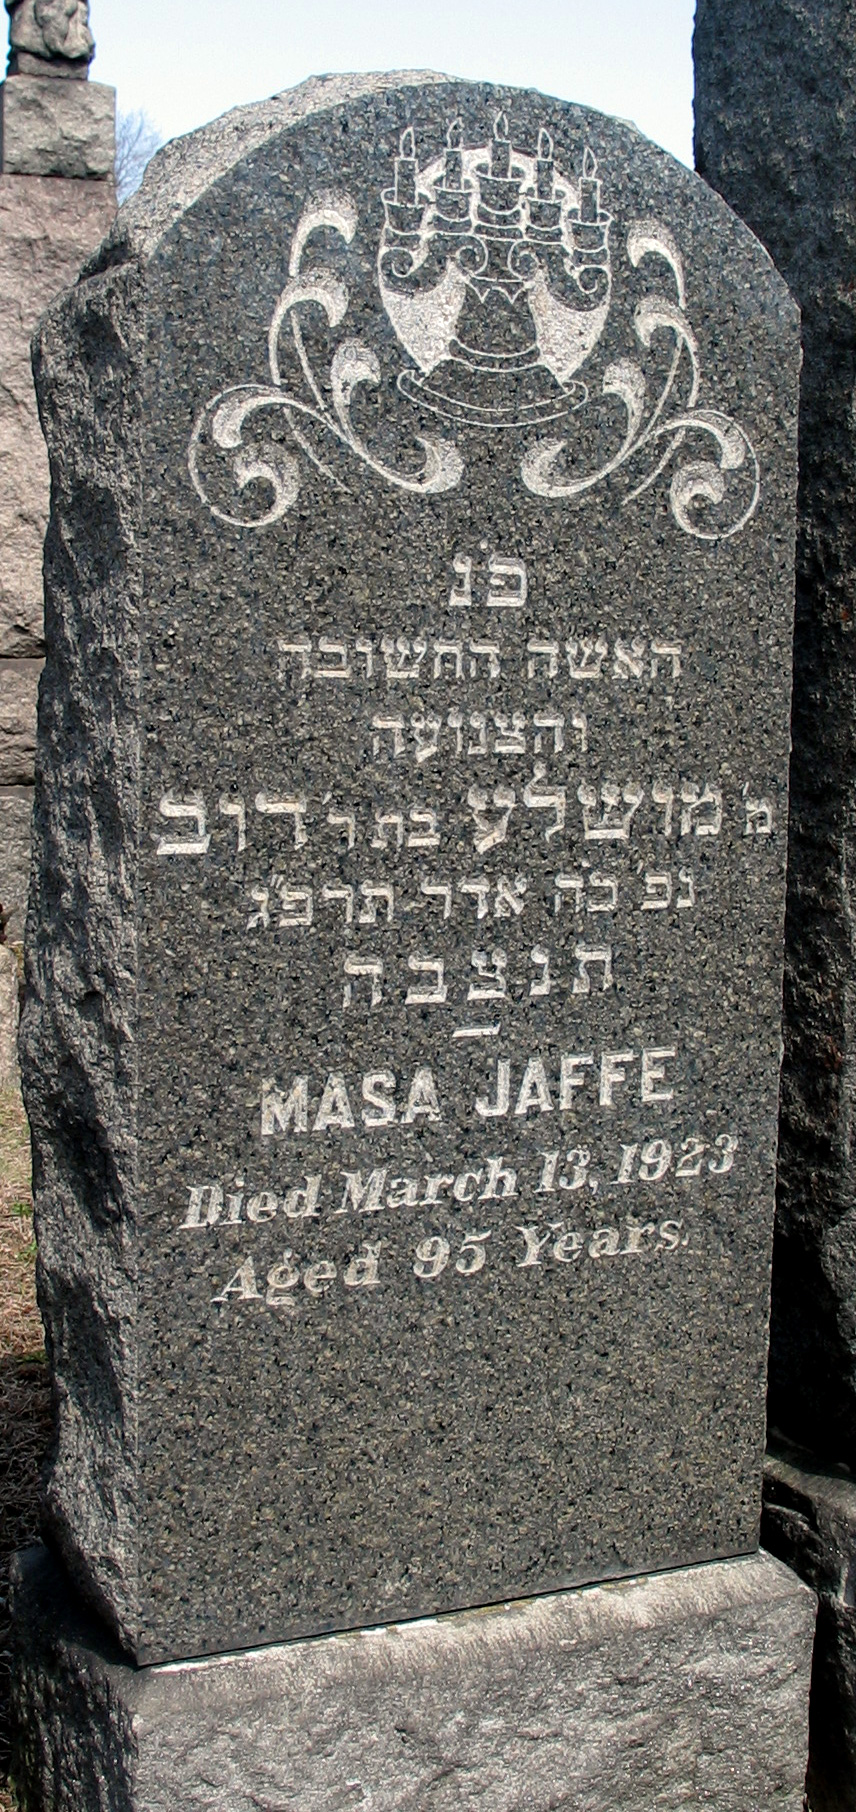 פ״נ
האשה החשובה
והצנועה
מ׳ מושלע בת ר׳ דוב
נפ׳ כ״ה אדר תרפ״ג
תנצבה
MASA JAFFE
Died March 13, 1923
Aged 95 Years.